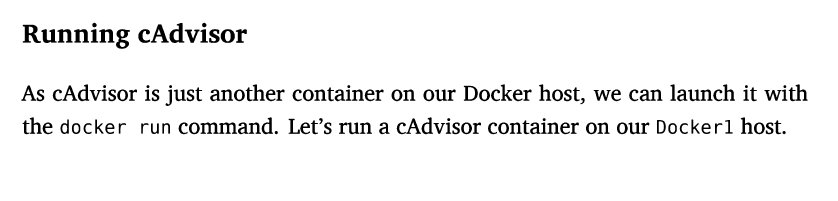 Running cAdvisor
As cAdvisor is just another container on our Docker host, we can launch it with
the docker run command. Let’s run a cAdvisor container on our Docker1 host.